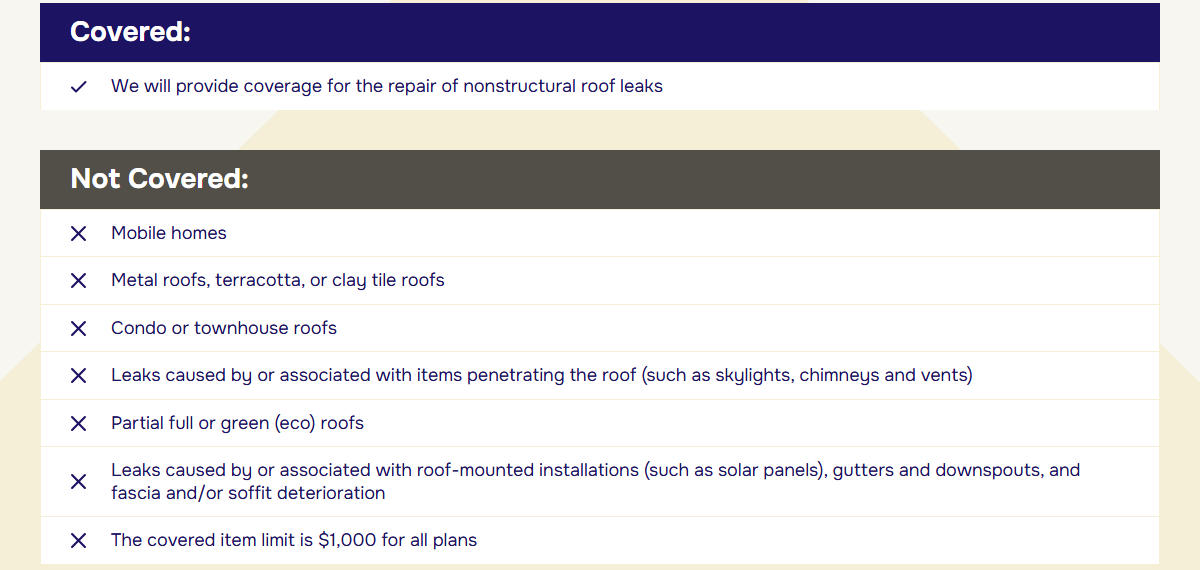 Covered:
We will provide coverage for the repair of nonstructural roof leaks
Not Covered:
Mobile homes
Metal roofs, terracotta, or clay tile roofs
Condo or townhouse roofs
Leaks caused by or associated with items penetrating the roof (such as skylights, chimneys and vents)
Partial full or green (eco) roofs
Leaks caused by or associated with roof-mounted installations (such as solar panels), gutters and downspouts, and
fascia and/or soffit deterioration
The covered item limit is $1,000 for all plans